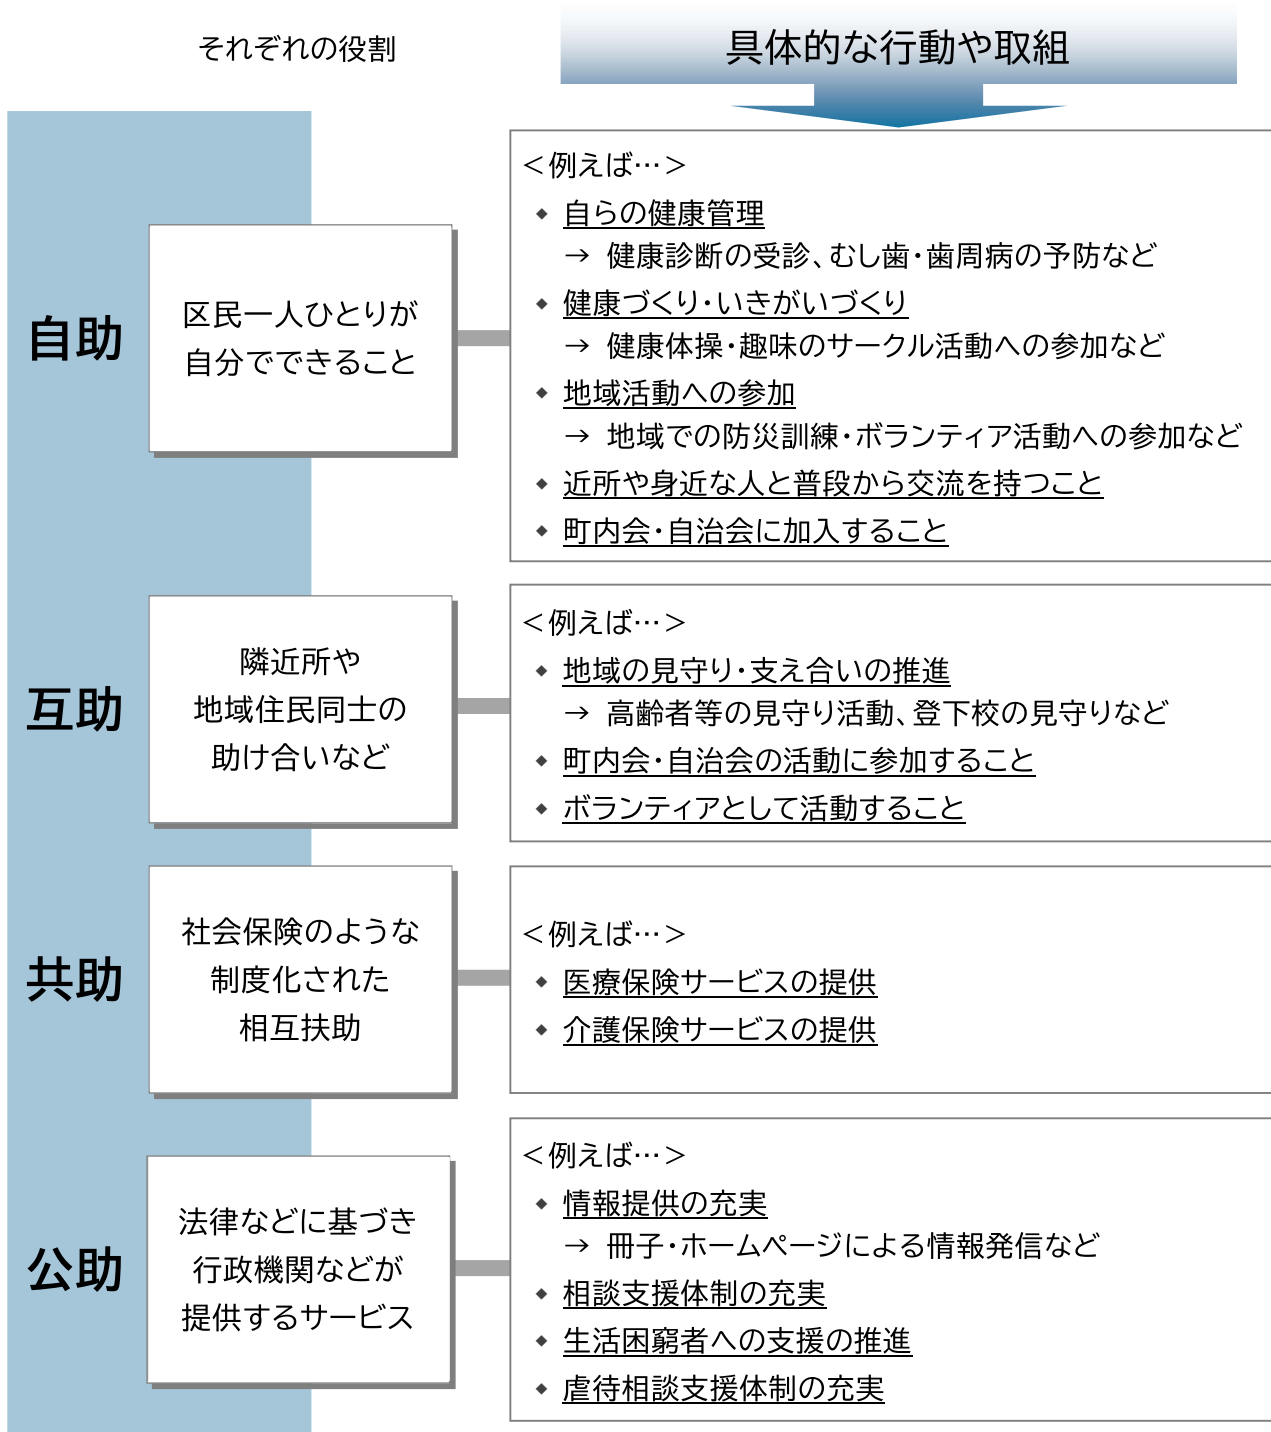 それぞれの役割
具体的な行動や取組
自助
区民一人ひとりが
自分でできること
＜例えば…＞
◆ 自らの健康管理
→ 健康診断の受診、むし歯・歯周病の予防など
◆ 健康づくり・いきがいづくり
→ 健康体操・趣味のサークル活動への参加など
◆ 地域活動への参加
→ 地域での防災訓練・ボランティア活動への参加など
◆ 近所や身近な人と普段から交流を持つこと
◆ 町内会・自治会に加入すること
互助
隣近所や
地域住民同士の
助け合いなど
＜例えば…＞
◆ 地域の見守り・支え合いの推進
→ 高齢者等の見守り活動、登下校の見守りなど
◆ 町内会・自治会の活動に参加すること
◆ ボランティアとして活動すること
共助
社会保険のような
制度化された
相互扶助
＜例えば…＞
◆ 医療保険サービスの提供
◆ 介護保険サービスの提供
公助
法律などに基づき
行政機関などが
提供するサービス
＜例えば…＞
◆ 情報提供の充実
→ 冊子・ホームページによる情報発信など
◆ 相談支援体制の充実
◆ 生活困窮者への支援の推進
◆ 虐待相談支援体制の充実